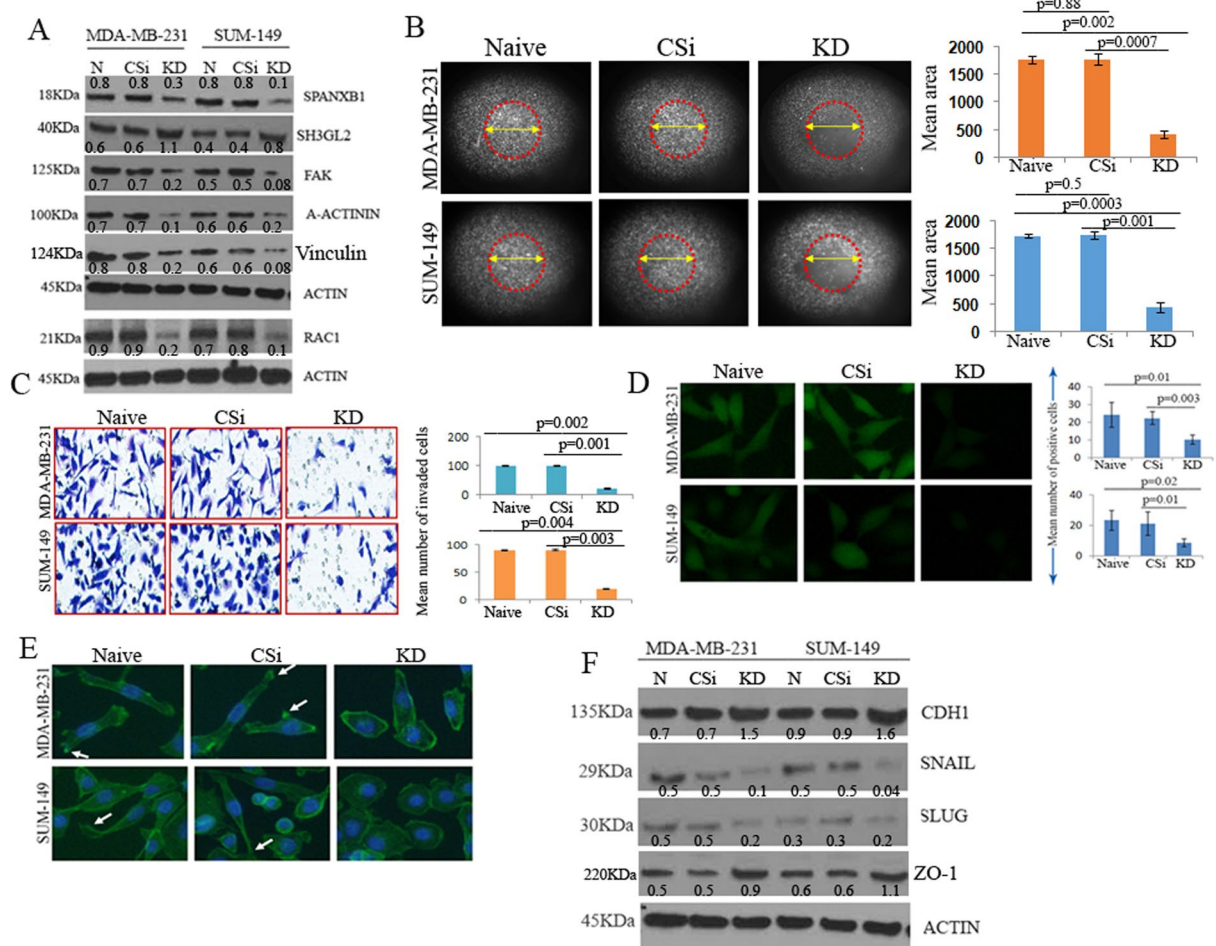 A
MDA-MB-231 SUM-149
N CSi KD N CSi KD
0.8 0.8 0.3 0.8 0.8 0.1
18KDa SPANXB1
40KDa SH3GL2
0.6 0.6 1.1 0.4 0.4 0.8
125KDa FAK
0.7 0.7 0.2 0.5 0.5 0.08
100KDa A-ACTININ
0.7 0.7 0.1 0.6 0.6 0.2
124KDa Vinculin
0.8 0.8 0.2 0.6 0.6 0.08
45KDa ACTIN
21KDa RAC1
0.9 0.9 0.2 0.7 0.8 0.1
45KDa ACTIN
B
Naive CSi KD
MDA-MB-231
SUM-149
p=0.88
p=0.002
p=0.0007
Mean area
2000
1500
1000
500
0
Naive CSi KD
p=0.5
p=0.0003
p=0.001
Mean area
2000
1500
1000
500
0
Naive CSi KD
C
Naive CSi KD
MDA-MB-231
SUM-149
Mean number of invaded cells
p=0.002
p=0.001
200
100
0
Naive CSi KD
p=0.004
p=0.003
100
0
Naive CSi KD
D
Naive CSi KD
MDA-MB-231
SUM-149
Mean number of positive cells
p=0.01
p=0.003
40
30
20
10
0
Naive CSi KD
p=0.02
p=0.01
40
20
0
Naive CSi KD
E
Naive CSi KD
MDA-MB-231
SUM-149
F
MDA-MB-231 SUM-149
N CSi KD N CSi KD
135KDa CDH1
0.7 0.7 1.5 0.9 0.9 1.6
29KDa SNAIL
0.5 0.5 0.1 0.5 0.5 0.04
30KDa SLUG
0.5 0.5 0.2 0.3 0.3 0.2
220KDa ZO-1
0.5 0.5 0.9 0.6 0.6 1.1
45KDa ACTIN